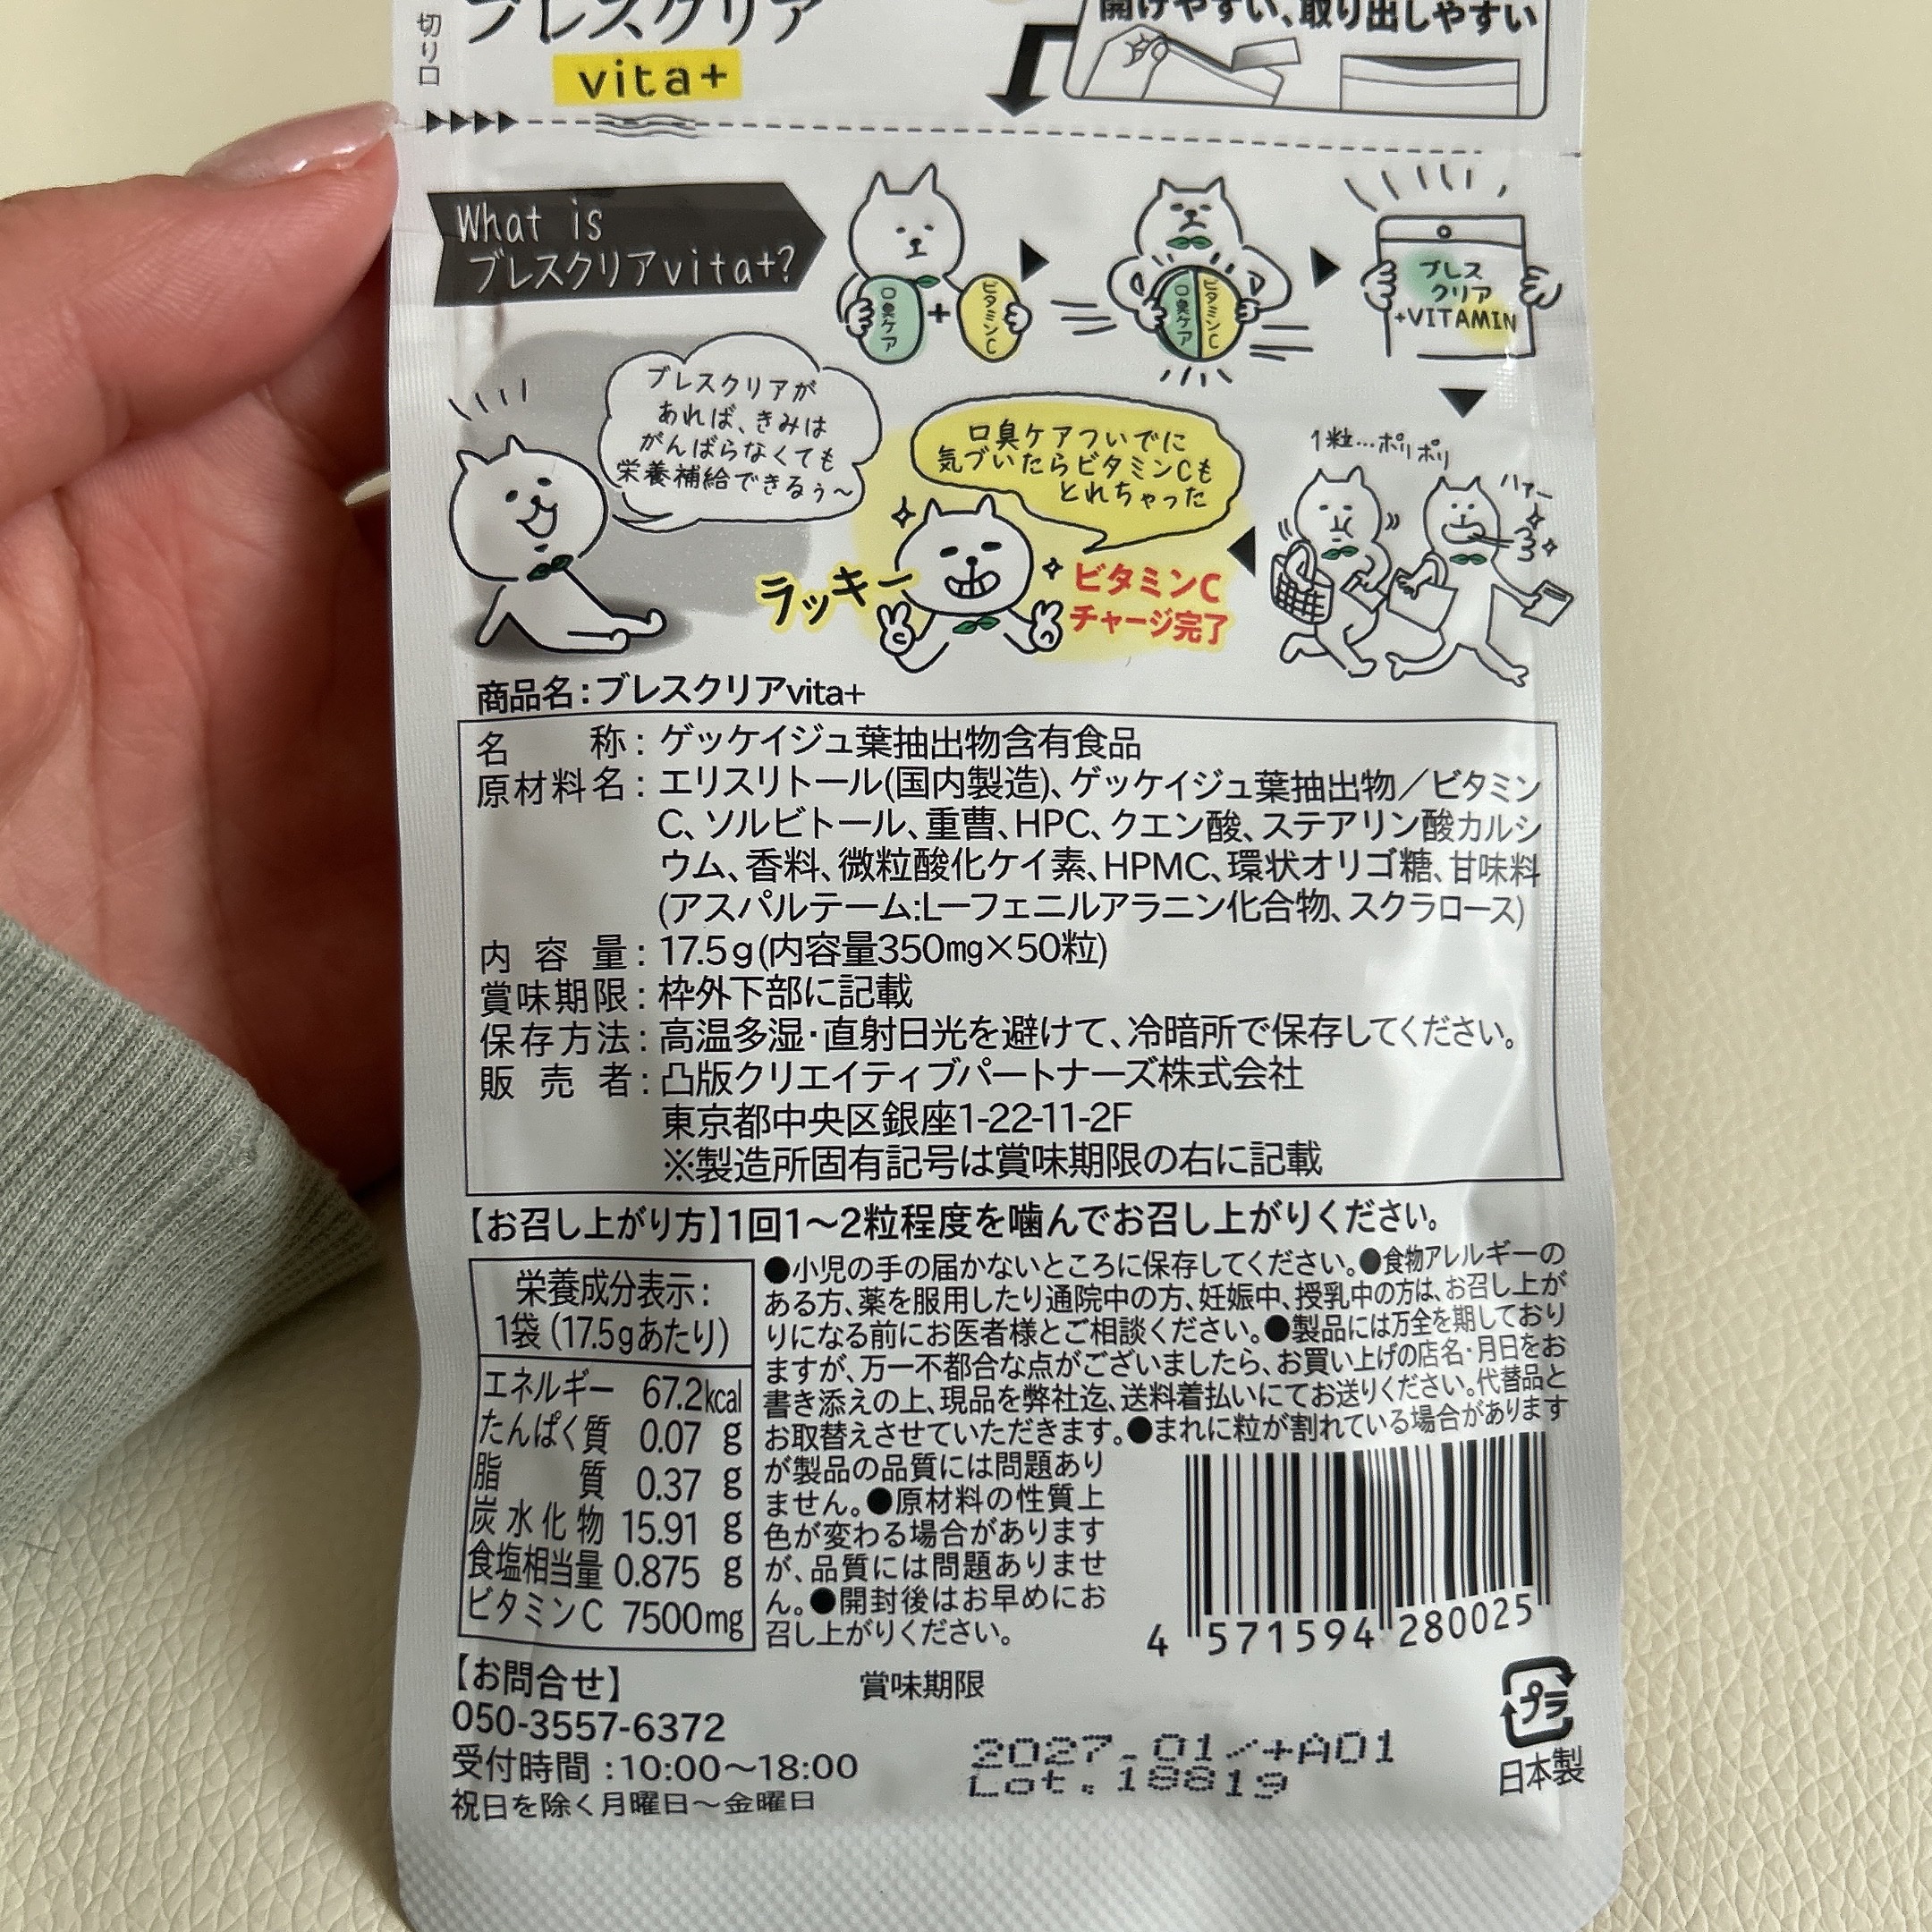 切り口
ブレスクリア
vita+
開けやすい、取り出しやすい
What is
ブレスクリアvita+?
口臭ケア
+
ビタミンC
口臭ケア
ビタミンC
ブレス
クリア
+VITAMIN
ブレスクリアが
あれば、きみは
がんばらなくても
栄養補給できるぅ〜
口臭ケアついでに
気づいたらビタミンCも
とれちゃった
1粒…ポリポリ
ハァー
ラッキー
ビタミンC
チャージ完了
商品名:ブレスクリアvita+
名称:ゲッケイジュ葉抽出物含有食品
原材料名:エリスリトール(国内製造)、ゲッケイジュ葉抽出物/ビタミン
C、ソルビトール、重曹、HPC、クエン酸、ステアリン酸カルシ
ウム、香料、微粒酸化ケイ素、HPMC、環状オリゴ糖、甘味料
(アスパルテーム:L-フェニルアラニン化合物、スクラロース)
内容量:17.5g(内容量350mg×50粒)
賞味期限:枠外下部に記載
保存方法:高温多湿・直射日光を避けて、冷暗所で保存してください。
販売者:凸版クリエイティブパートナーズ株式会社
東京都中央区銀座1-22-11-2F
※製造所固有記号は賞味期限の右に記載
【お召し上がり方】1回1〜2粒程度を噛んでお召し上がりください。
栄養成分表示:
1袋(17.5gあたり)
エネルギー 67.2kcal
たんぱく質 0.07 g
脂質 0.37 g
炭水化物 15.91 g
食塩相当量 0.875 g
ビタミンC 7500mg
●小児の手の届かないところに保存してください。●食物アレルギーの
ある方、薬を服用したり通院中の方、妊娠中、授乳中の方は、お召し上が
りになる前にお医者様とご相談ください。●製品には万全を期しており
ますが、万一不都合な点がございましたら、お買い上げの店名・月日をお
書き添えの上、現品を弊社迄、送料着払いにてお送りください。代替品と
お取替えさせていただきます。●まれに粒が割れている場合があります
が製品の品質には問題あり
ません。●原材料の性質上
色が変わる場合があります
が、品質には問題ありませ
ん。●開封後はお早めにお
召し上がりください。
4 571594 280025
【お問合せ】
050-3557-6372
受付時間:10:00〜18:00
祝日を除く月曜日〜金曜日
賞味期限
2027.01/+A01
Lot.18819
プラ
日本製